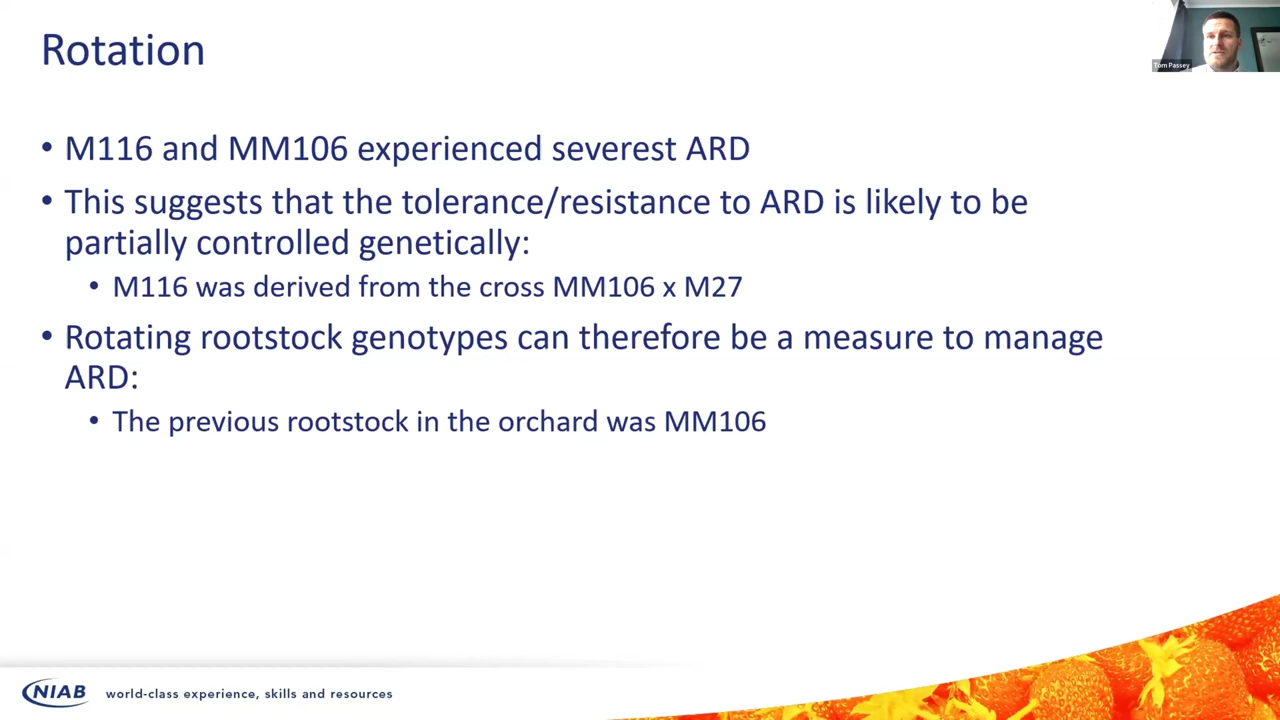 Rotation
Tom Passey
• M116 and MM106 experienced severest ARD
• This suggests that the tolerance/resistance to ARD is likely to be
partially controlled genetically:
• M116 was derived from the cross MM106 x M27
• Rotating rootstock genotypes can therefore be a measure to manage
ARD:
• The previous rootstock in the orchard was MM106
NIAB
world-class experience, skills and resources